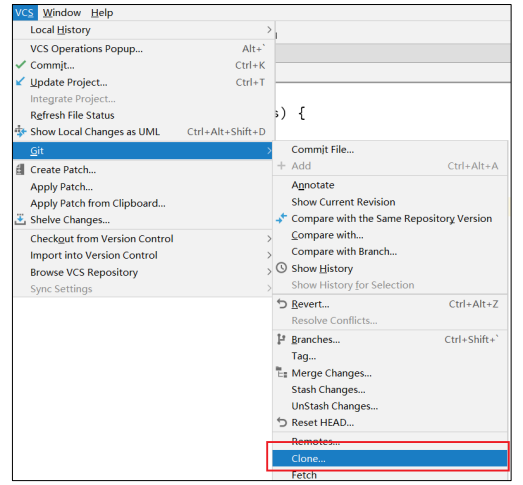 VCS Window Help
Local History
VCS Operations Popup... Alt+`
Commit... Ctrl+K
Update Project... Ctrl+T
Integrate Project...
Refresh File Status
Show Local Changes as UML Ctrl+Alt+Shift+D
Git
Create Patch...
Apply Patch...
Apply Patch from Clipboard...
Shelve Changes...
Checkout from Version Control
Import into Version Control
Browse VCS Repository
Sync Settings
s) {
Commit File...
Add Ctrl+Alt+A
Annotate
Show Current Revision
Compare with the Same Repository Version
Compare with...
Compare with Branch...
Show History
Show History for Selection
Revert... Ctrl+Alt+Z
Resolve Conflicts...
Branches... Ctrl+Shift+`
Tag...
Merge Changes...
Stash Changes...
UnStash Changes...
Reset HEAD...
Remotes...
Clone...
Fetch